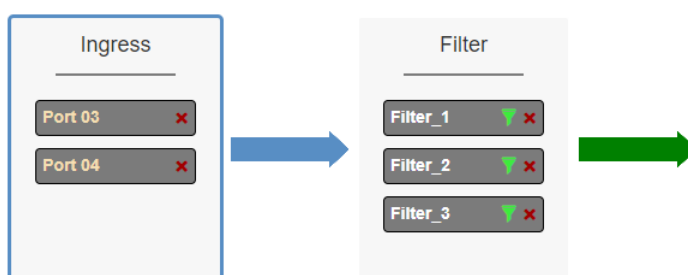 Ingress
Port 03
Port 04
Filter
Filter_1
Filter_2
Filter_3